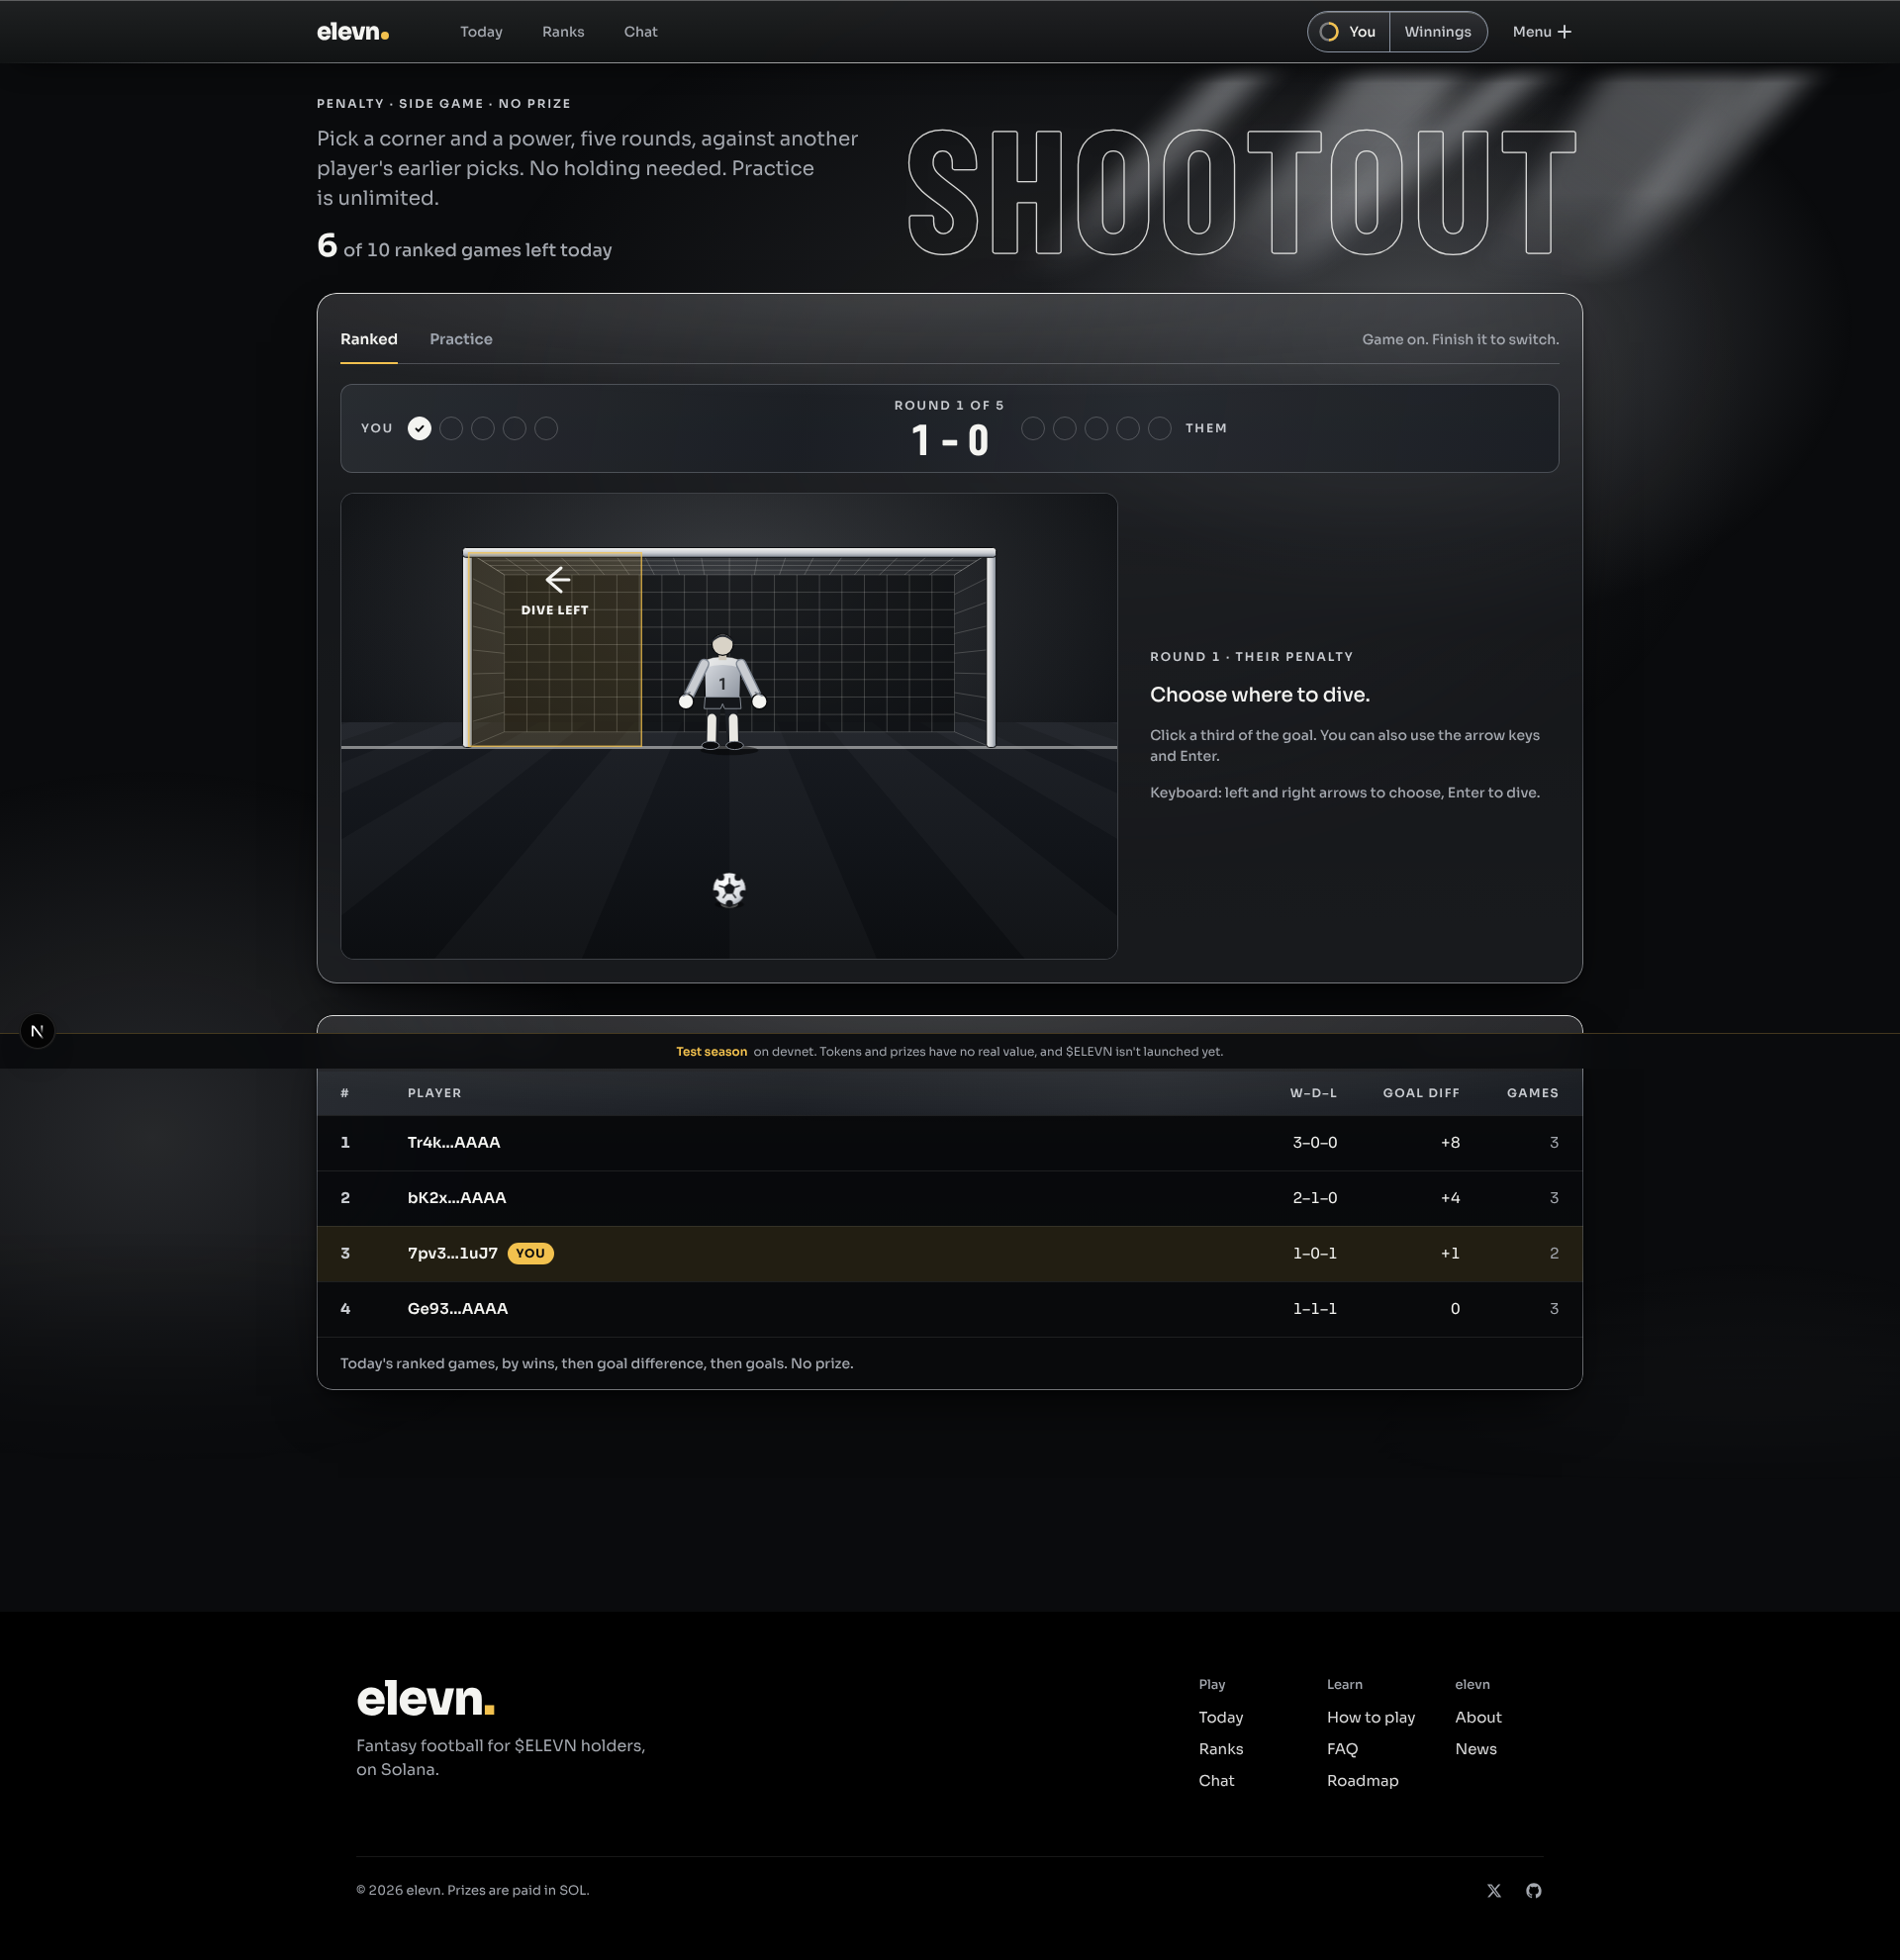 elevn.
Today
Ranks
Chat
You
Winnings
Menu
PENALTY · SIDE GAME · NO PRIZE
Pick a corner and a power, five rounds, against another
player's earlier picks. No holding needed. Practice
is unlimited.
6 of 10 ranked games left today
SHOOTOUT
Ranked
Practice
Game on. Finish it to switch.
YOU
ROUND 1 OF 5
1 - 0
THEM
DIVE LEFT
1
ROUND 1 · THEIR PENALTY
Choose where to dive.
Click a third of the goal. You can also use the arrow keys
and Enter.
Keyboard: left and right arrows to choose, Enter to dive.
N
Test season on devnet. Tokens and prizes have no real value, and $ELEVN isn't launched yet.
# PLAYER W–D–L GOAL DIFF GAMES
1 Tr4k...AAAA 3–0–0 +8 3
2 bK2x...AAAA 2–1–0 +4 3
3 7pv3...1uJ7 YOU 1–0–1 +1 2
4 Ge93...AAAA 1–1–1 0 3
Today's ranked games, by wins, then goal difference, then goals. No prize.
elevn.
Fantasy football for $ELEVN holders,
on Solana.
Play
Today
Ranks
Chat
Learn
How to play
FAQ
Roadmap
elevn
About
News
© 2026 elevn. Prizes are paid in SOL.